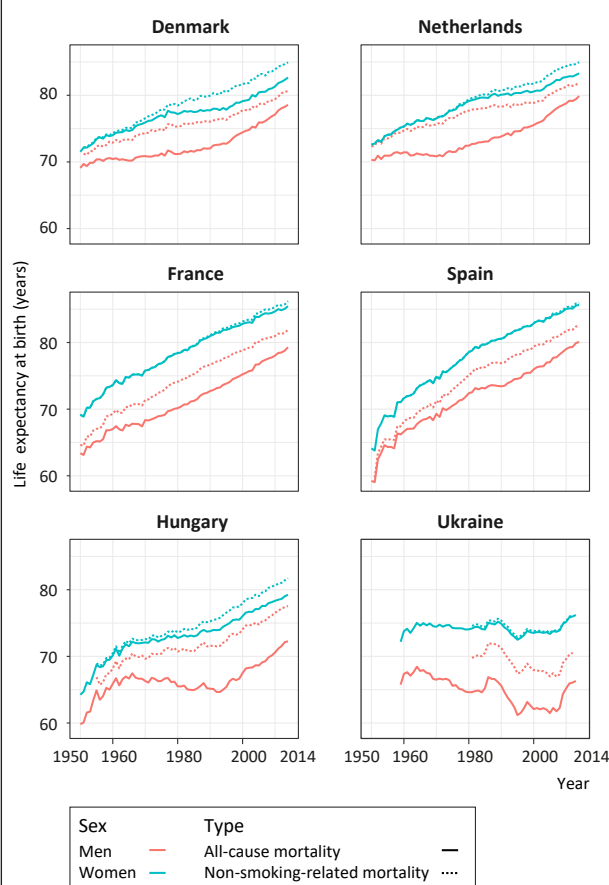 Denmark
Netherlands
80
70
60
France
Spain
Life expectancy at birth (years)
80
70
60
Hungary
Ukraine
80
70
60
1950 1960 1980 2000 2014
1950 1960 1980 2000 2014
Year
Sex Type
Men All-cause mortality
Women Non-smoking-related mortality